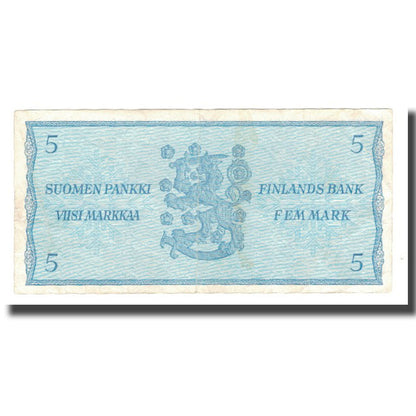 5 5
SUOMEN PANKKI FINLANDS BANK
VIISI MARKKAA FEM MARK
5 5